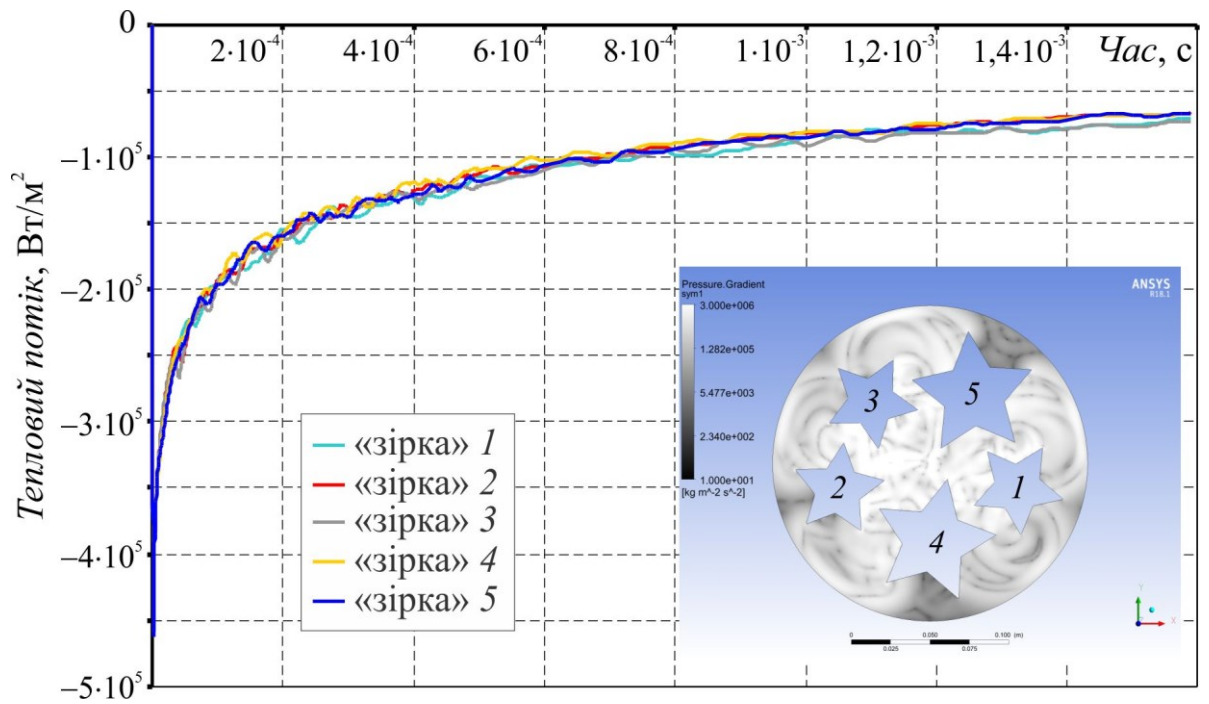 0
2·10⁻⁴ 4·10⁻⁴ 6·10⁻⁴ 8·10⁻⁴ 1·10⁻³ 1,2·10⁻³ 1,4·10⁻³ Час, с
–1·10⁵
–2·10⁵
–3·10⁵
–4·10⁵
–5·10⁵
Тепловий потік, Вт/м²
«зірка» 1
«зірка» 2
«зірка» 3
«зірка» 4
«зірка» 5
Pressure.Gradient
sym1
3.000e+006
1.282e+005
5.477e+003
2.340e+002
1.000e+001
[kg m^-2 s^-2]
ANSYS
R18.1
3
5
2
1
4
0 0.050 0.100 (m)
0.025 0.075
Y
X